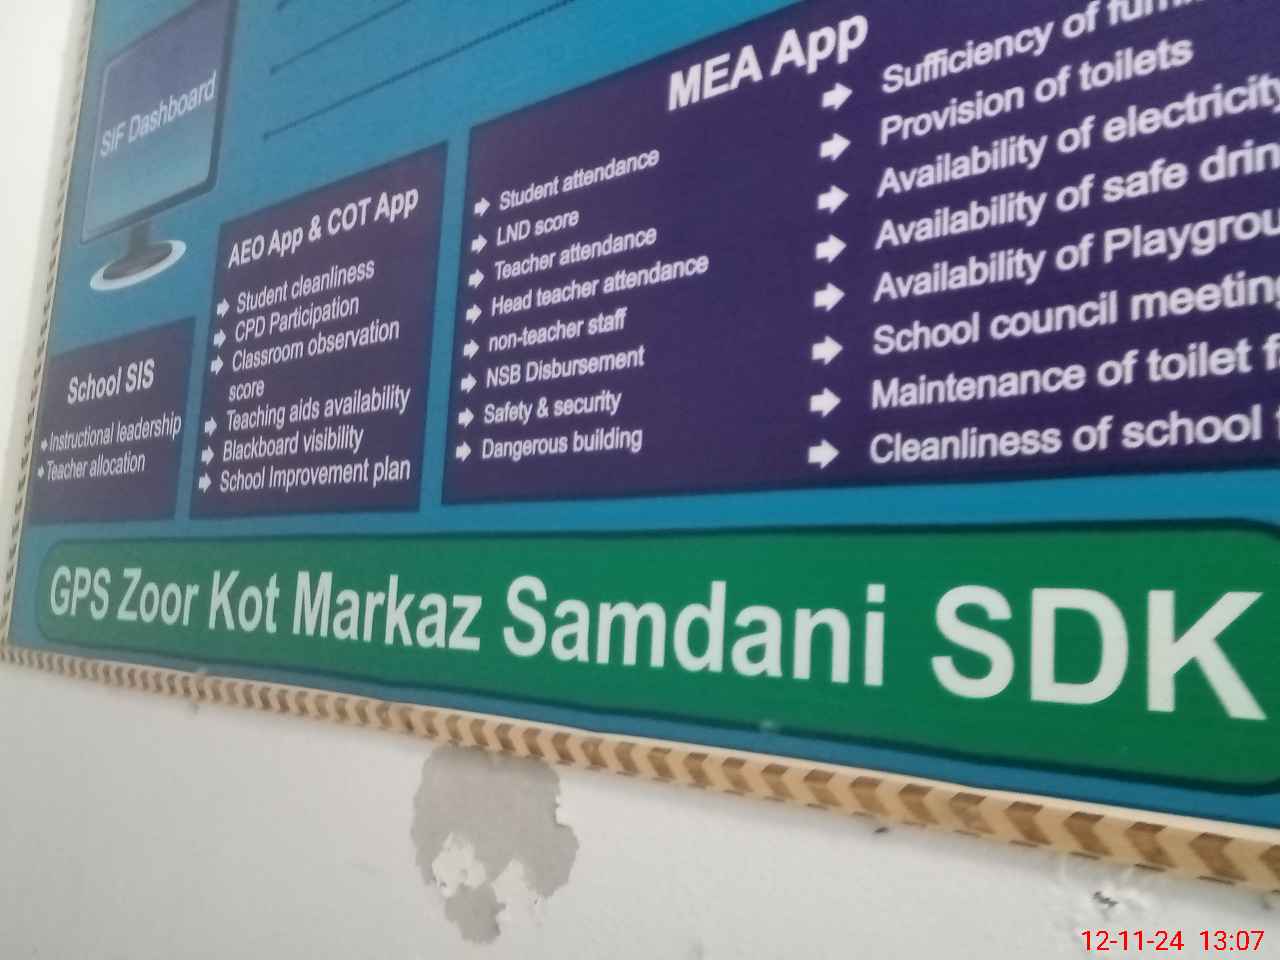 SIF Dashboard
School SIS
Instructional leadership
Teacher allocation
AEO App & COT App
Student cleanliness
CPD Participation
Classroom observation
score
Teaching aids availability
Blackboard visibility
School Improvement plan
MEA App
Student attendance
LND score
Teacher attendance
Head teacher attendance
non-teacher staff
NSB Disbursement
Safety & security
Dangerous building
Sufficiency of
Provision of toilets
Availability of electricity
Availability of safe
Availability of
School council
Maintenance of toilet
Cleanliness of school
GPS Zoor Kot Markaz Samdani SDK
12-11-24 13:07